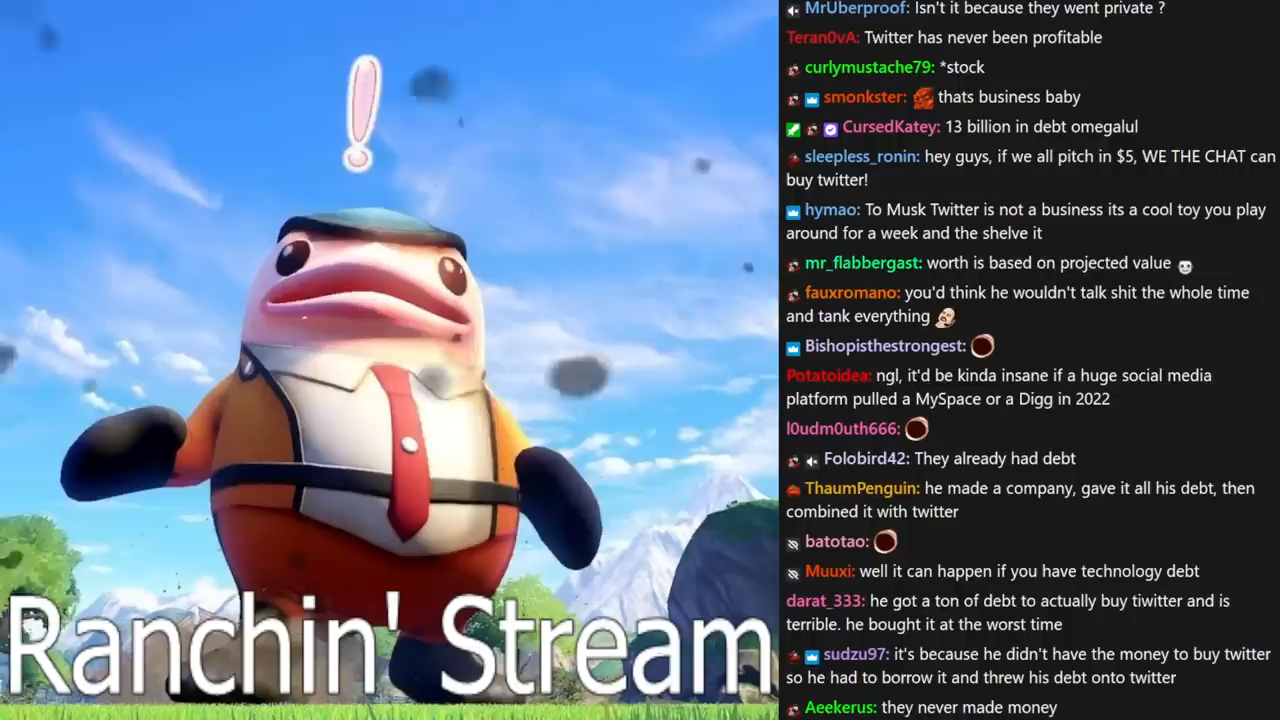 MrUberproof: Isn't it because they went private ?
Teran0vA: Twitter has never been profitable
curlymustache79: *stock
smonkster: thats business baby
CursedKatey: 13 billion in debt omegalul
sleepless_ronin: hey guys, if we all pitch in $5, WE THE CHAT can
buy twitter!
hymao: To Musk Twitter is not a business its a cool toy you play
around for a week and the shelve it
mr_flabbergast: worth is based on projected value
fauxromano: you'd think he wouldn't talk shit the whole time
and tank everything
Bishopisthestrongest:
Potatoidea: ngl, it'd be kinda insane if a huge social media
platform pulled a MySpace or a Digg in 2022
l0udm0uth666:
Folobird42: They already had debt
ThaumPenguin: he made a company, gave it all his debt, then
combined it with twitter
batotao:
Muuxi: well it can happen if you have technology debt
darat_333: he got a ton of debt to actually buy tiwitter and is
terrible. he bought it at the worst time
sudzu97: it's because he didn't have the money to buy twitter
so he had to borrow it and threw his debt onto twitter
Aeekerus: they never made money
Ranchin' Stream